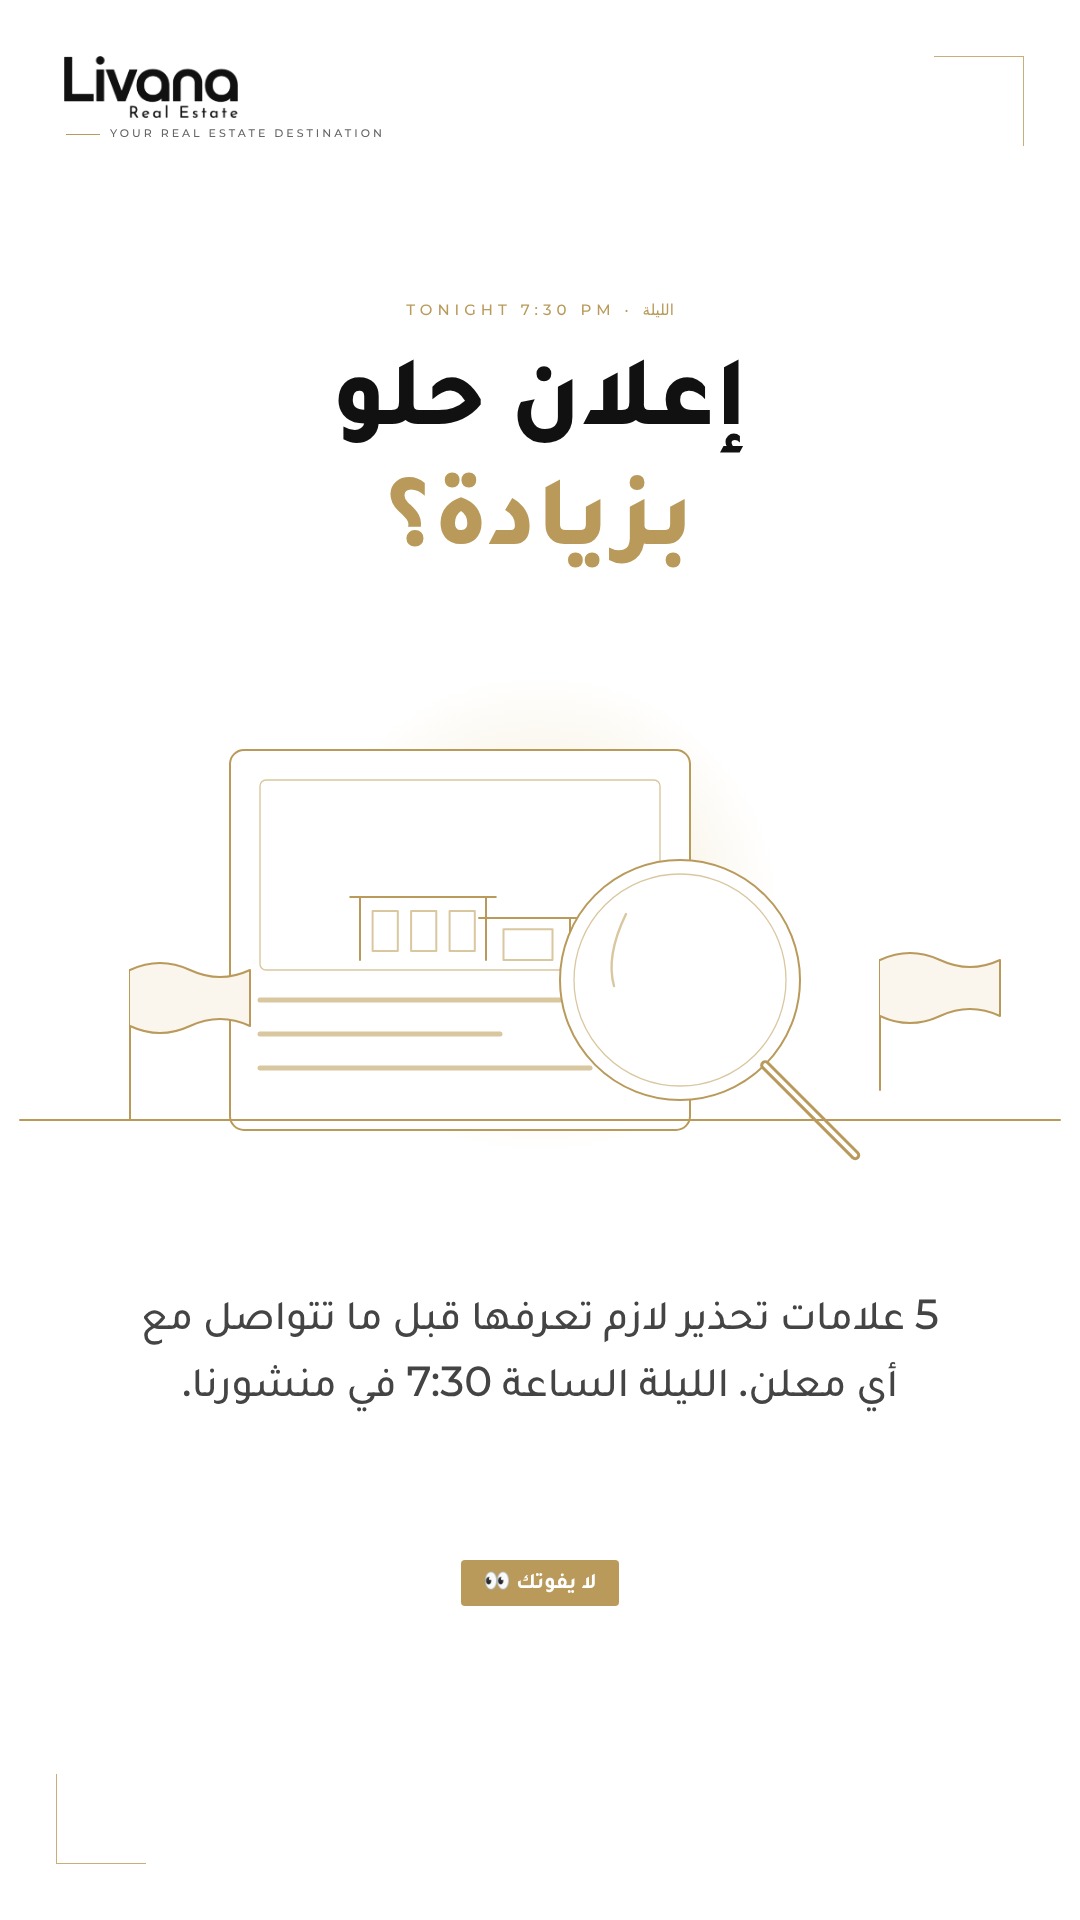 Livana
Real Estate
YOUR REAL ESTATE DESTINATION
TONIGHT 7:30 PM · الليلة
إعلان حلو
بزيادة؟
5 علامات تحذير لازم تعرفها قبل ما تتواصل مع
أي معلن. الليلة الساعة 7:30 في منشورنا.
لا يفوتك 👀